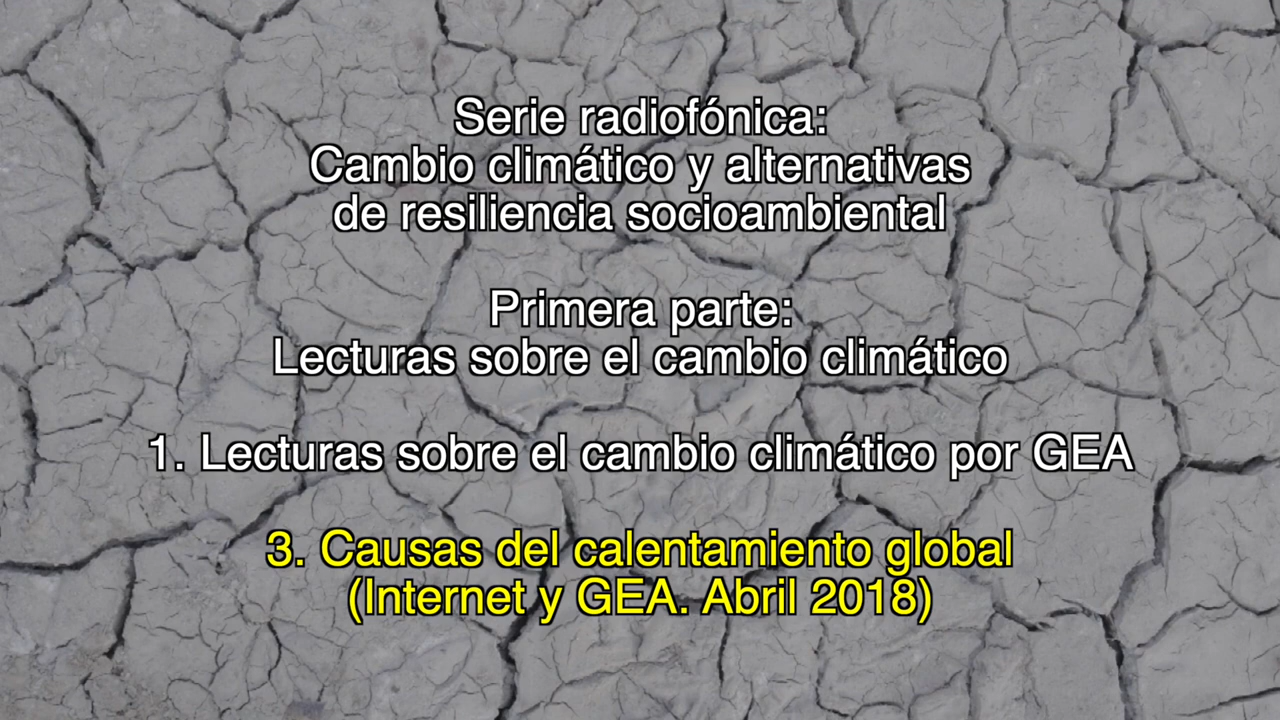 Serie radiofónica:
Cambio climático y alternativas
de resiliencia socioambiental
Primera parte:
Lecturas sobre el cambio climático
1. Lecturas sobre el cambio climático por GEA
3. Causas del calentamiento global
(Internet y GEA. Abril 2018)